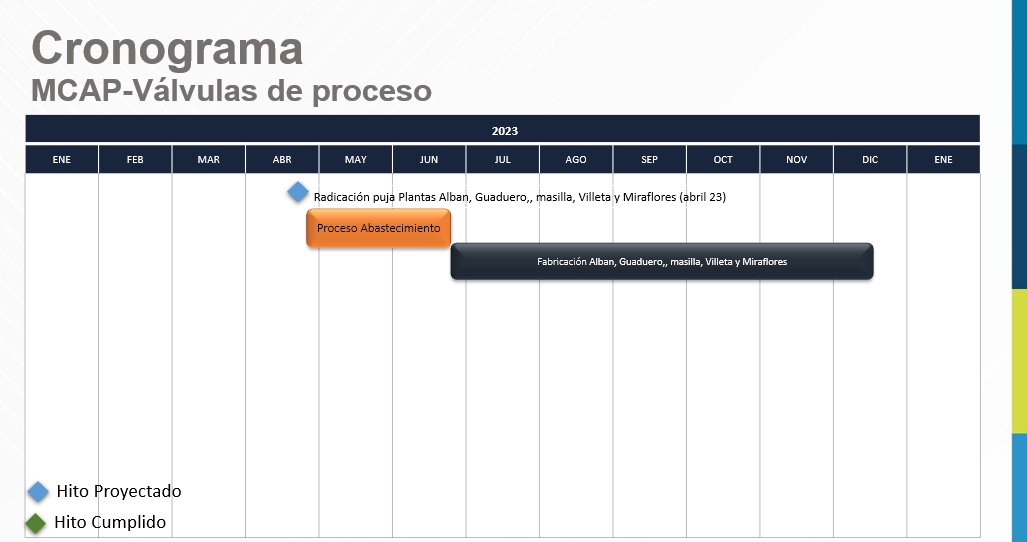 Cronograma
MCAP-Válvulas de proceso
2023
ENE FEB MAR ABR MAY JUN JUL AGO SEP OCT NOV DIC ENE
Radicación puja Plantas Alban, Guaduero,, masilla, Villeta y Miraflores (abril 23)
Proceso Abastecimiento
Fabricación Alban, Guaduero,, masilla, Villeta y Miraflores
Hito Proyectado
Hito Cumplido